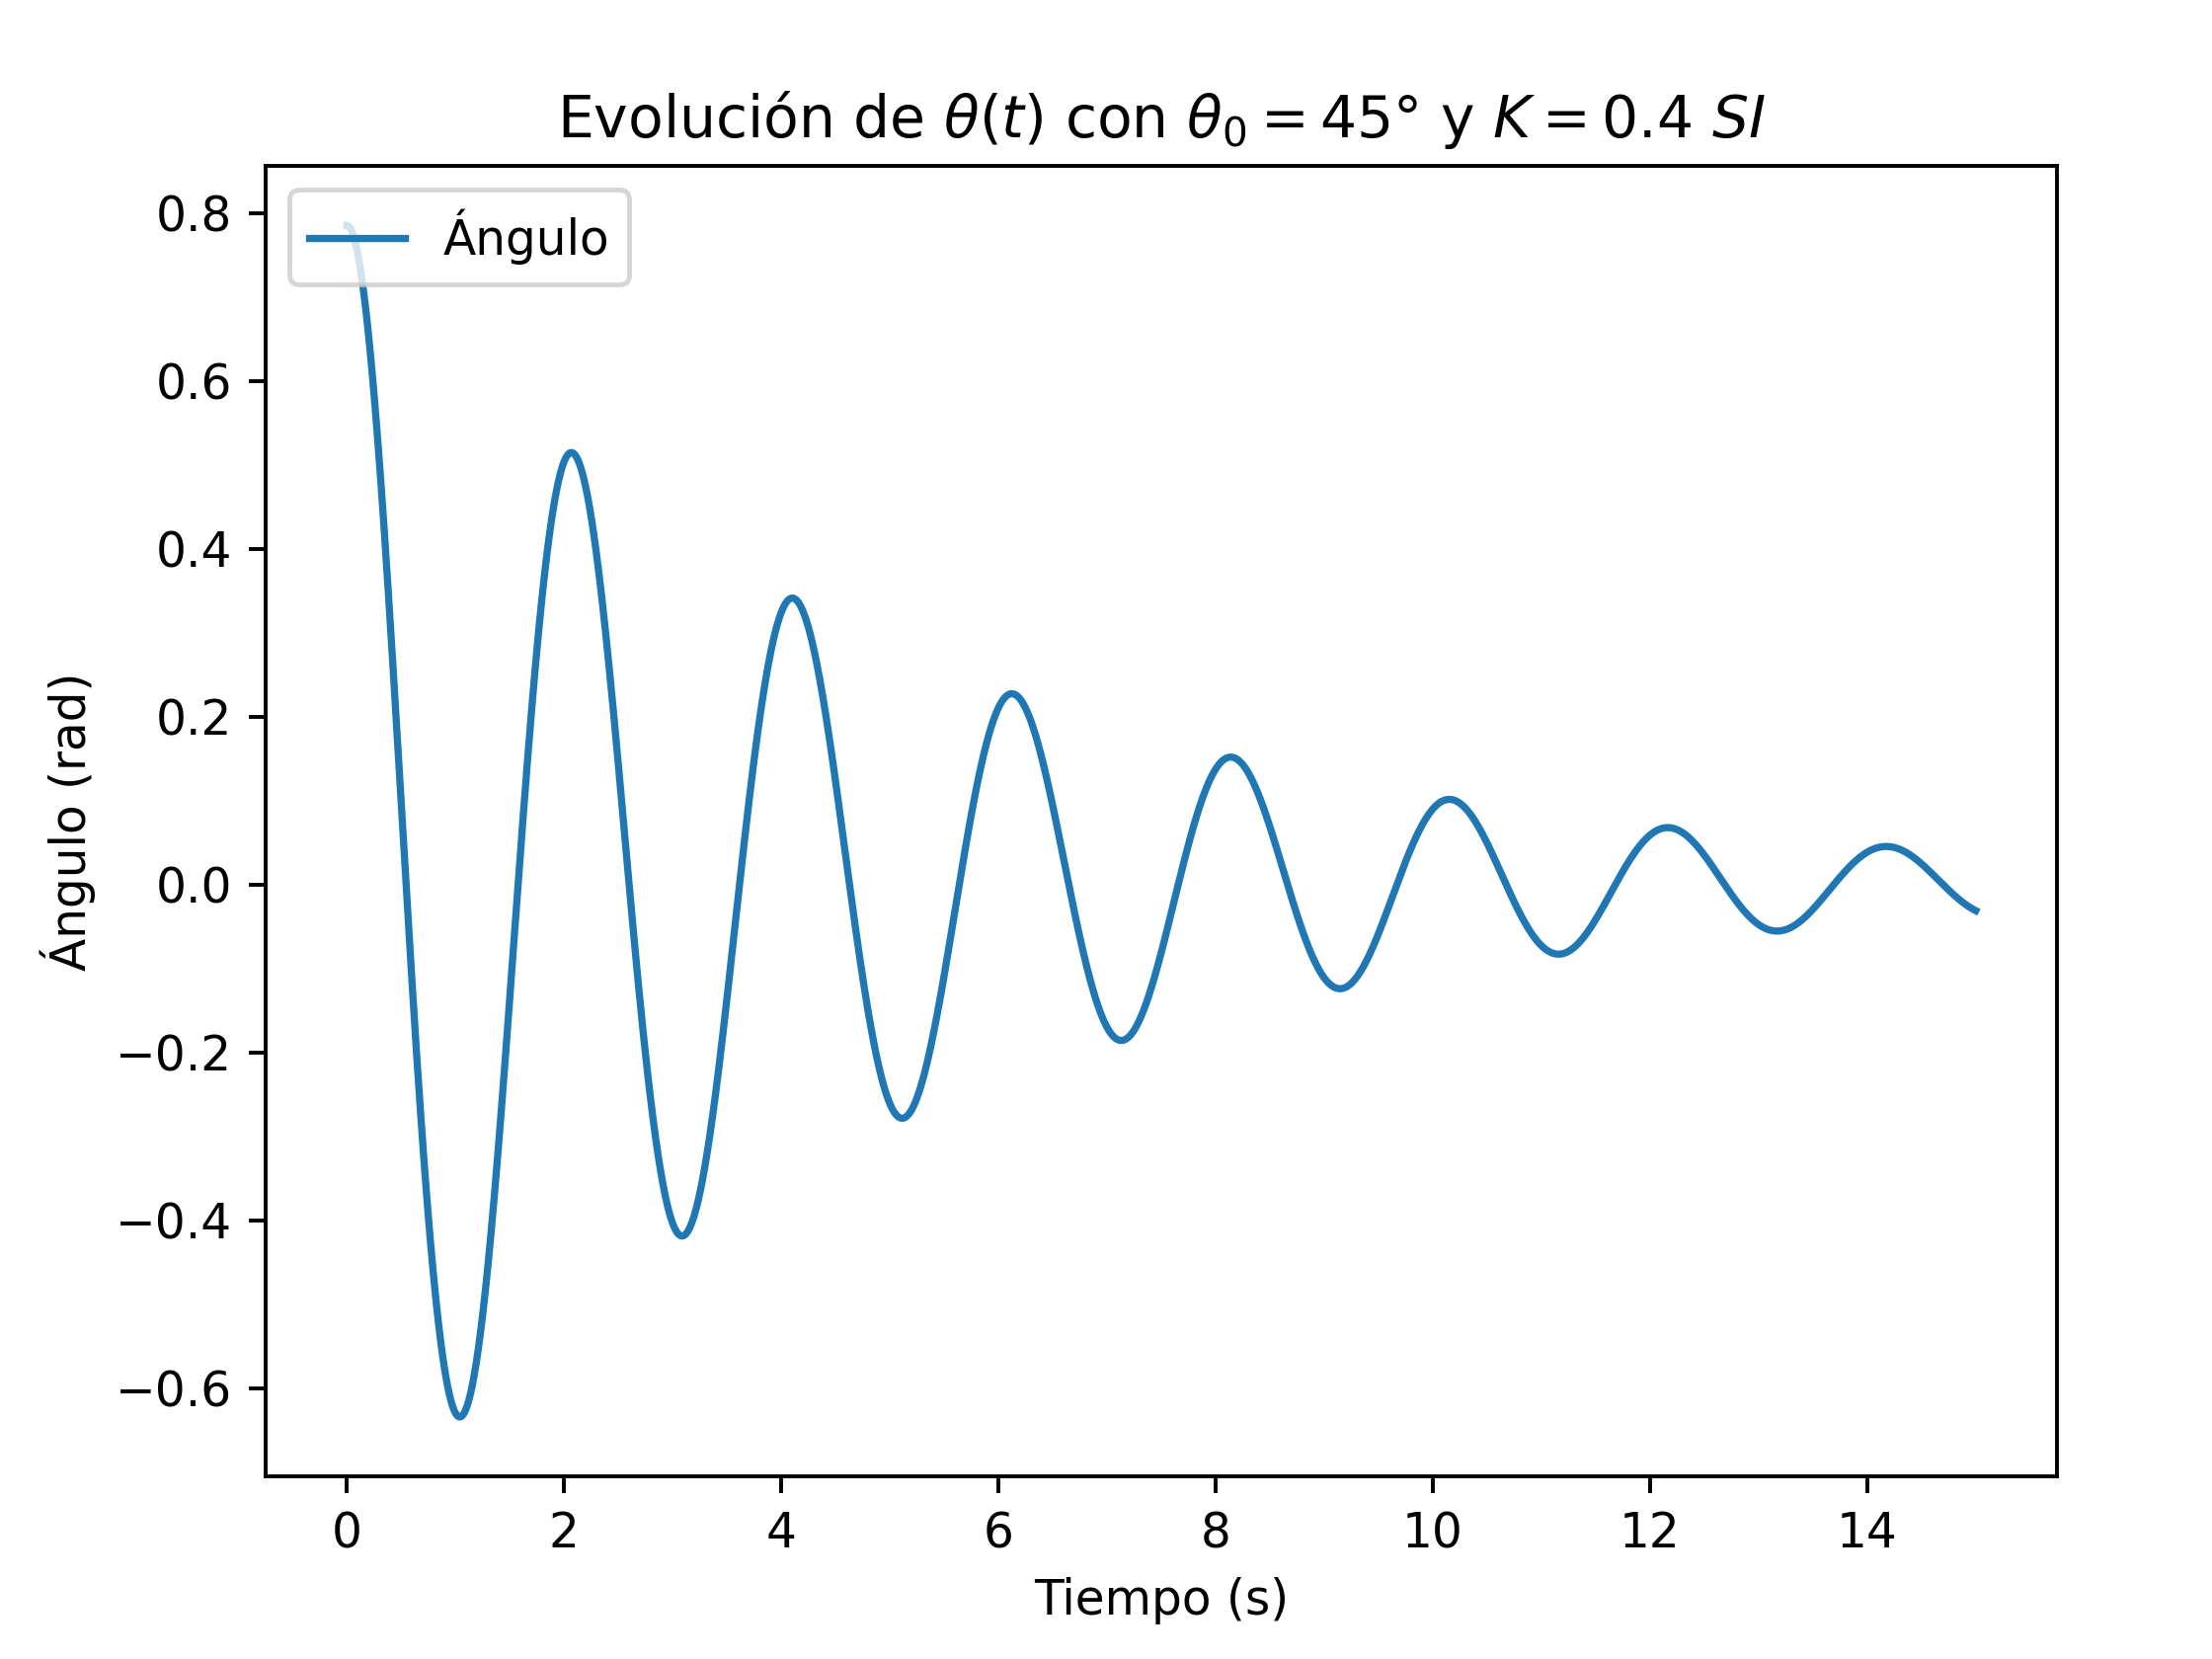 Evolución de θ(t) con θ₀ = 45° y K = 0.4 SI
Ángulo
0.8
0.6
0.4
0.2
0.0
−0.2
−0.4
−0.6
Ángulo (rad)
0 2 4 6 8 10 12 14
Tiempo (s)